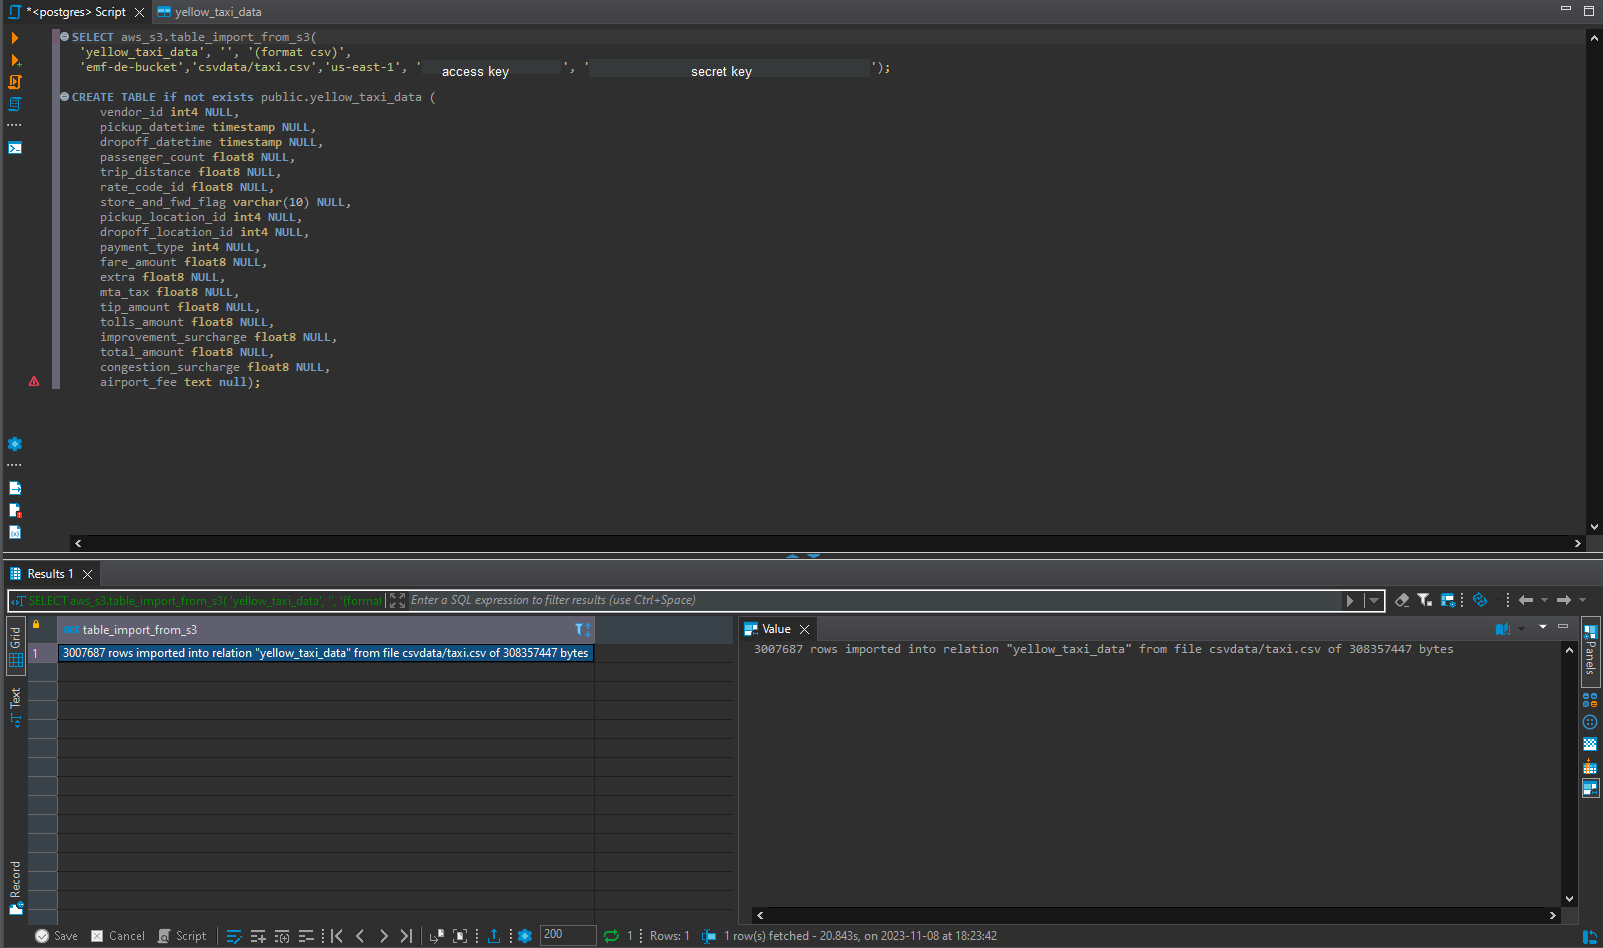 *<postgres> Script
yellow_taxi_data
SELECT aws_s3.table_import_from_s3(
'yellow_taxi_data', '', '(format csv)',
'emf-de-bucket','csvdata/taxi.csv','us-east-1', 'access key', 'secret key');
CREATE TABLE if not exists public.yellow_taxi_data (
vendor_id int4 NULL,
pickup_datetime timestamp NULL,
dropoff_datetime timestamp NULL,
passenger_count float8 NULL,
trip_distance float8 NULL,
rate_code_id float8 NULL,
store_and_fwd_flag varchar(10) NULL,
pickup_location_id int4 NULL,
dropoff_location_id int4 NULL,
payment_type int4 NULL,
fare_amount float8 NULL,
extra float8 NULL,
mta_tax float8 NULL,
tip_amount float8 NULL,
tolls_amount float8 NULL,
improvement_surcharge float8 NULL,
total_amount float8 NULL,
congestion_surcharge float8 NULL,
airport_fee text null);
Results 1
SELECT aws_s3.table_import_from_s3( 'yellow_taxi_data', '', '(format
Enter a SQL expression to filter results (use Ctrl+Space)
Grid
Text
Record
table_import_from_s3
1
3007687 rows imported into relation "yellow_taxi_data" from file csvdata/taxi.csv of 308357447 bytes
Value
3007687 rows imported into relation "yellow_taxi_data" from file csvdata/taxi.csv of 308357447 bytes
Panels
Save
Cancel
Script
200
1
Rows: 1
1 row(s) fetched - 20.843s, on 2023-11-08 at 18:23:42